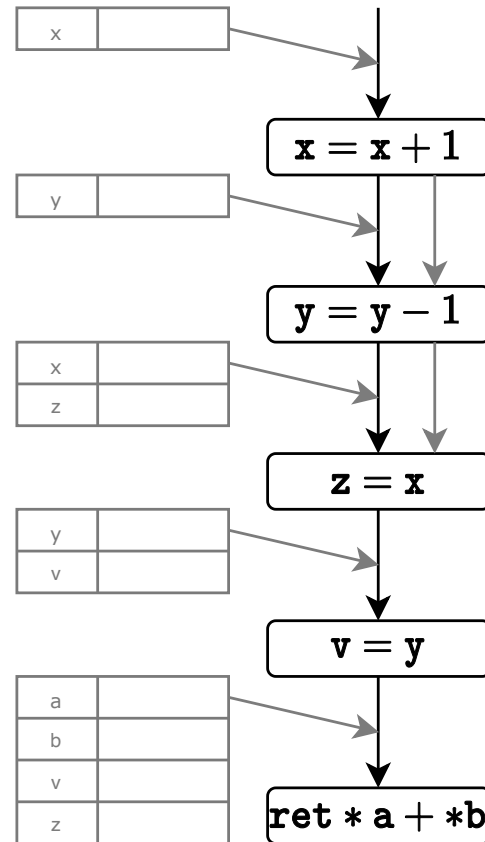 x
x = x + 1
y
y = y − 1
x
z
z = x
y
v
v = y
a
b
v
z
ret * a + *b